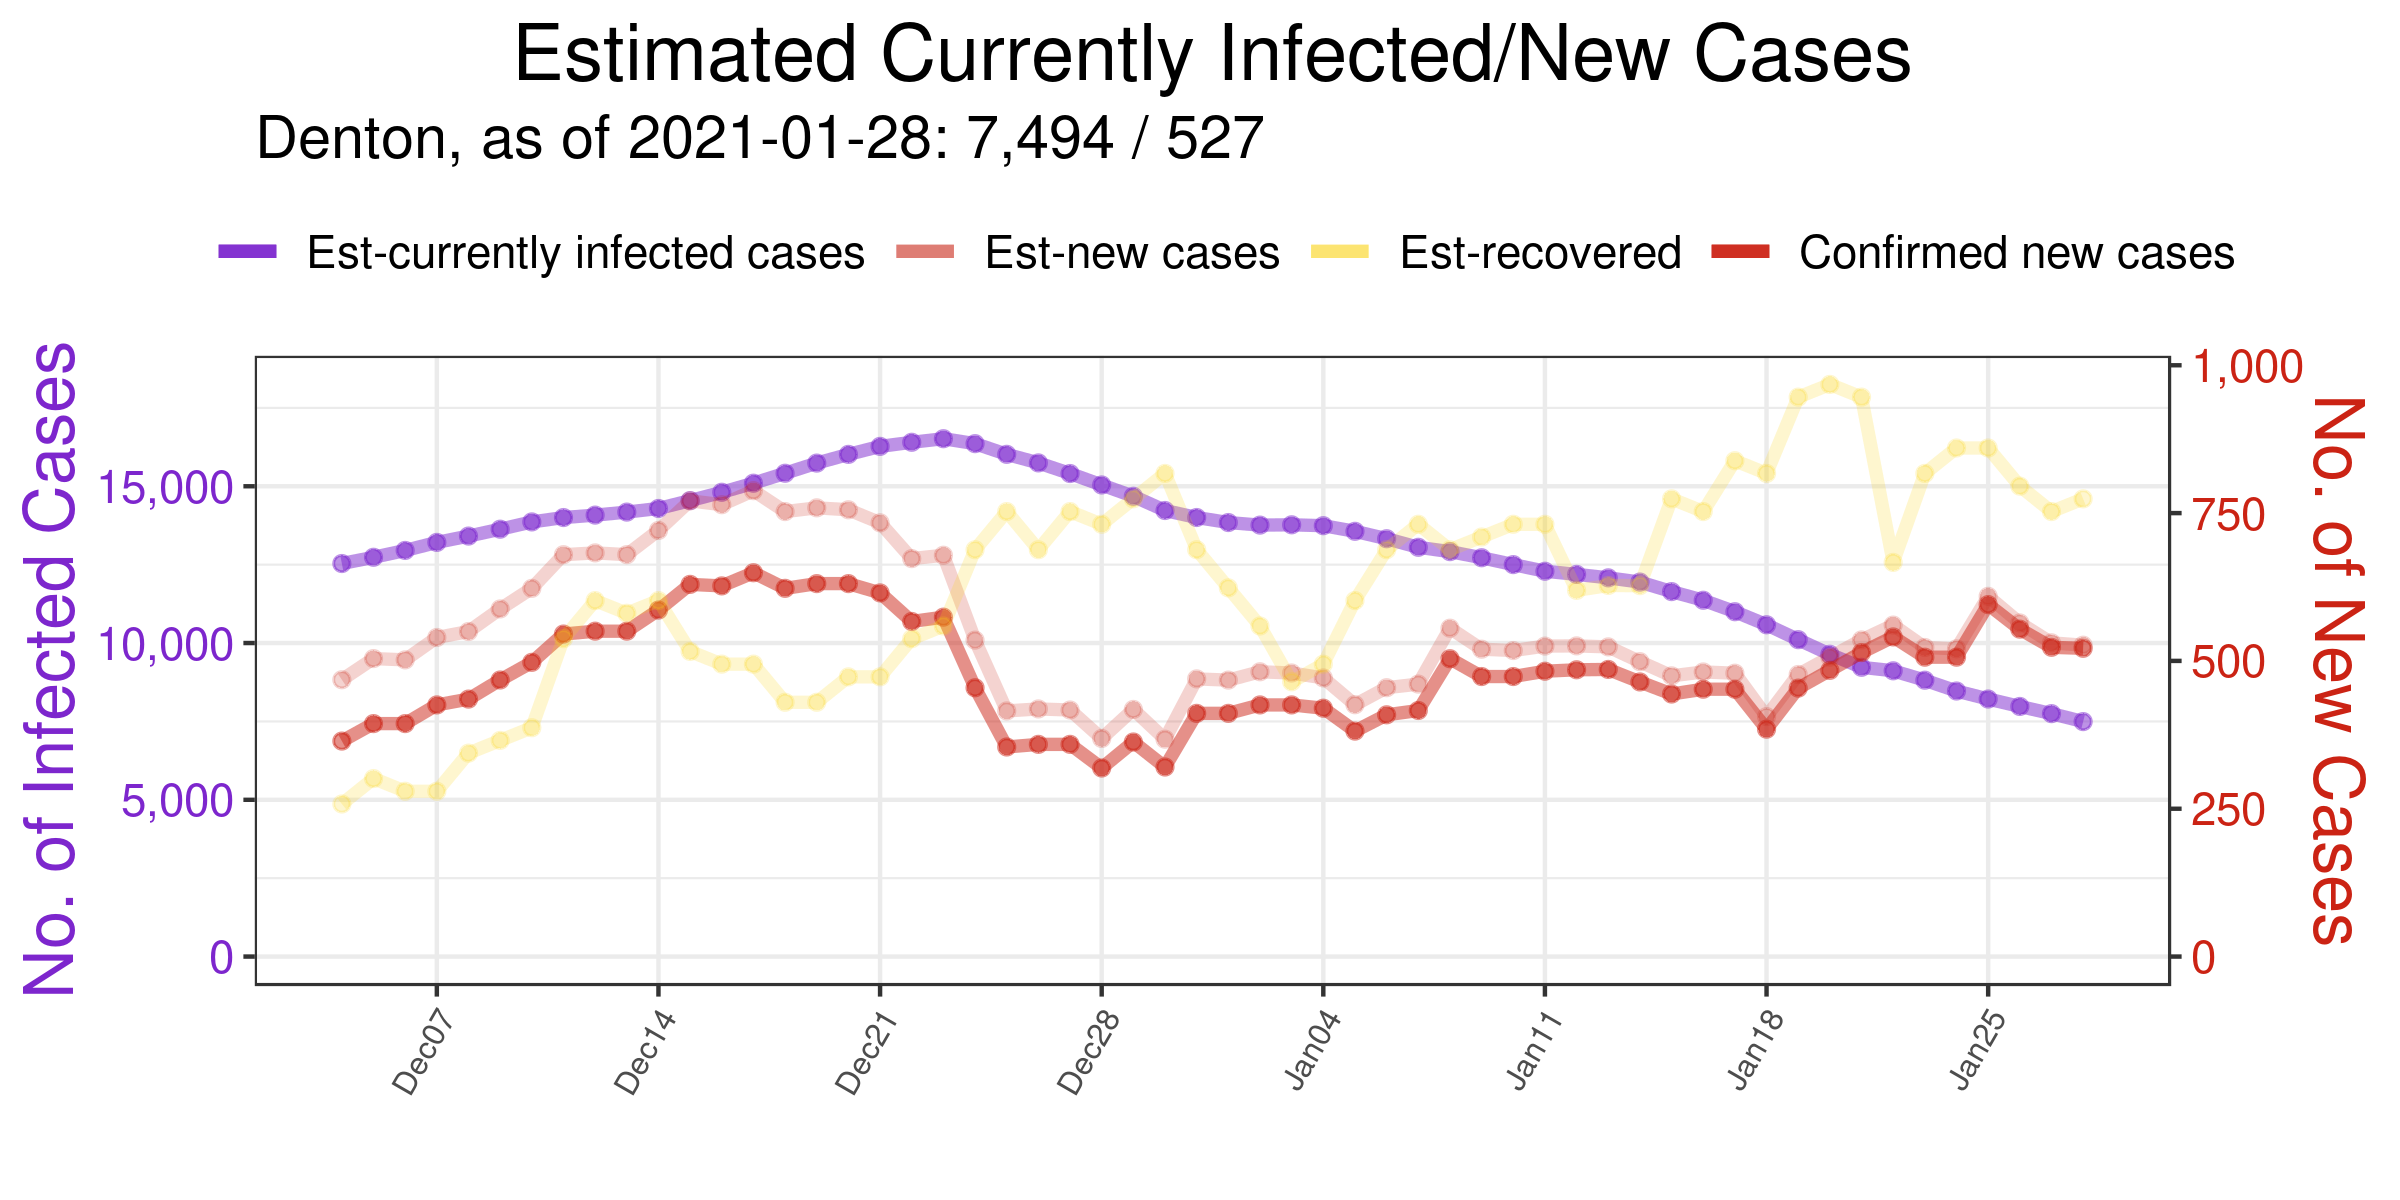 Estimated Currently Infected/New Cases
Denton, as of 2021-01-28: 7,494 / 527
Est-currently infected cases Est-new cases Est-recovered Confirmed new cases
No. of Infected Cases
15,000
10,000
5,000
0
1,000
750
500
250
0
No. of New Cases
Dec07 Dec14 Dec21 Dec28 Jan04 Jan11 Jan18 Jan25